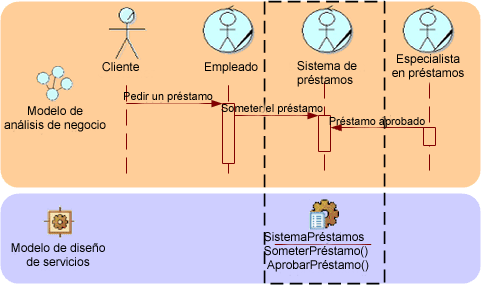 Cliente
Empleado
Sistema de
préstamos
Especialista
en préstamos
Modelo de
análisis de negocio
Pedir un préstamo
Someter el préstamo
Préstamo aprobado
Modelo de diseño
de servicios
SistemaPréstamos
SometerPréstamo()
AprobarPréstamo()